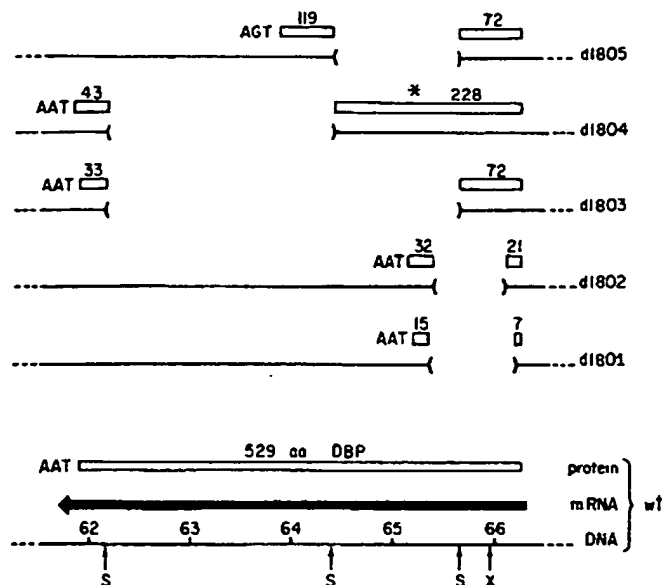 AGT 119 72
dl805
AAT 43 * 228
dl804
AAT 33 72
dl803
AAT 32 21
dl802
AAT 15 7
dl801
AAT 529 aa DBP protein
mRNA wt
62 63 64 65 66 DNA
S S S X